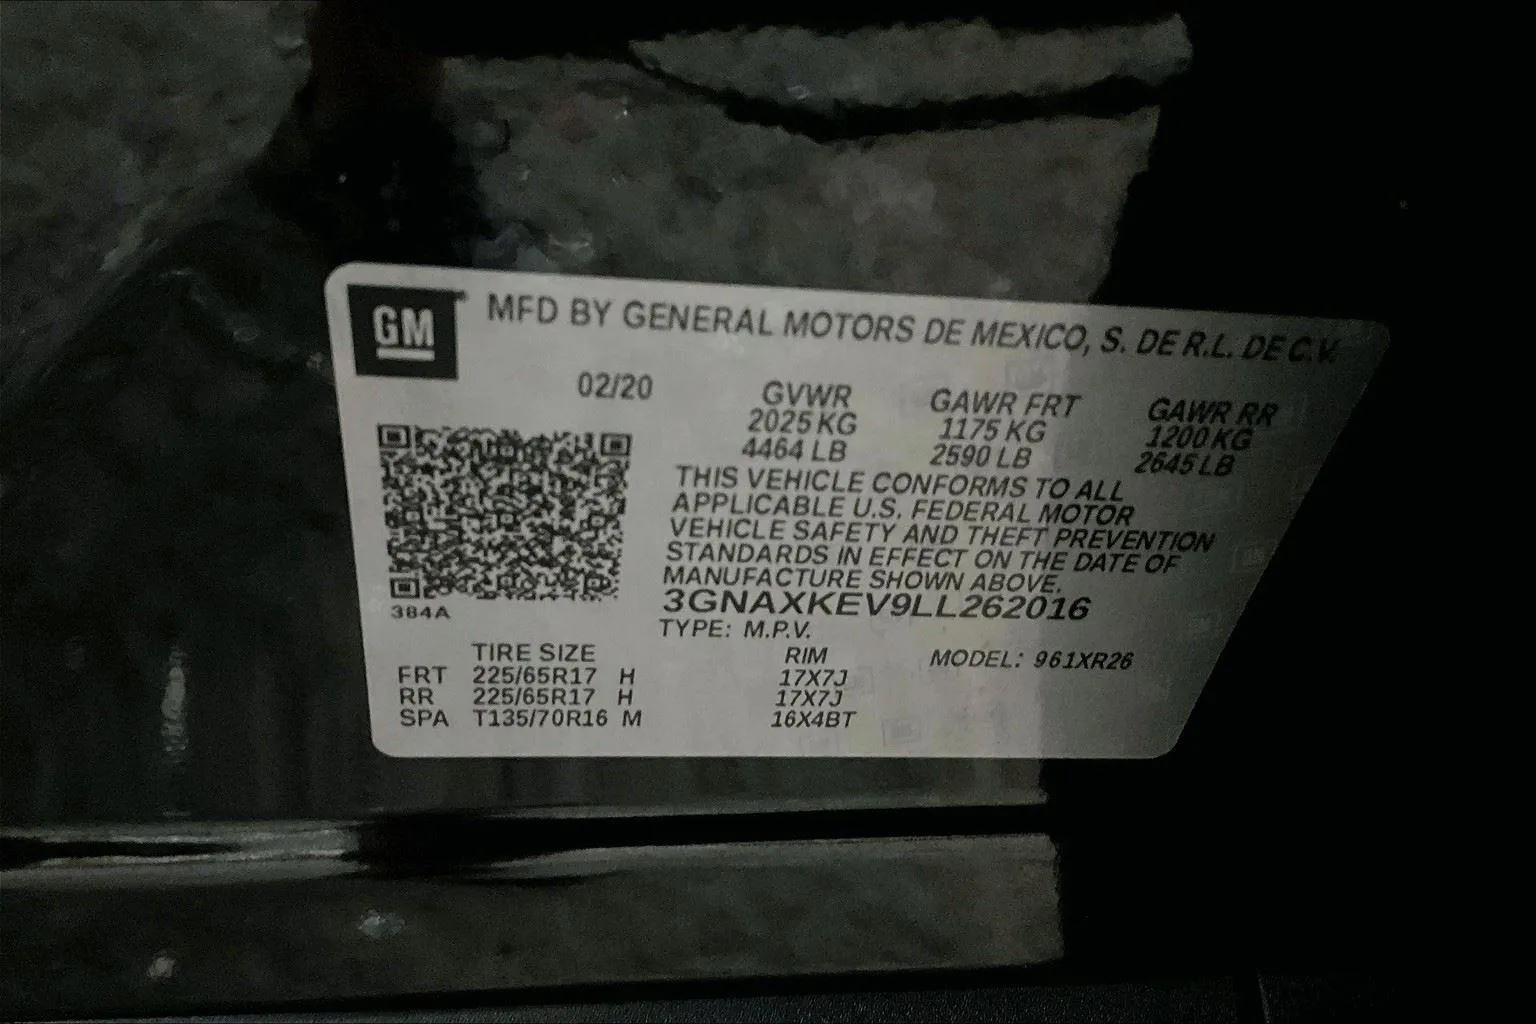 GM MFD BY GENERAL MOTORS DE MEXICO, S. DE R.L. DE C.V.
02/20
GVWR GAWR FRT GAWR RR
2025 KG 1175 KG 1200 KG
4464 LB 2590 LB 2645 LB
THIS VEHICLE CONFORMS TO ALL
APPLICABLE U.S. FEDERAL MOTOR
VEHICLE SAFETY AND THEFT PREVENTION
STANDARDS IN EFFECT ON THE DATE OF
MANUFACTURE SHOWN ABOVE.
384A
3GNAXKEV9LL262016
TYPE: M.P.V.
TIRE SIZE RIM MODEL: 961XR26
FRT 225/65R17 H 17X7J
RR 225/65R17 H 17X7J
SPA T135/70R16 M 16X4BT